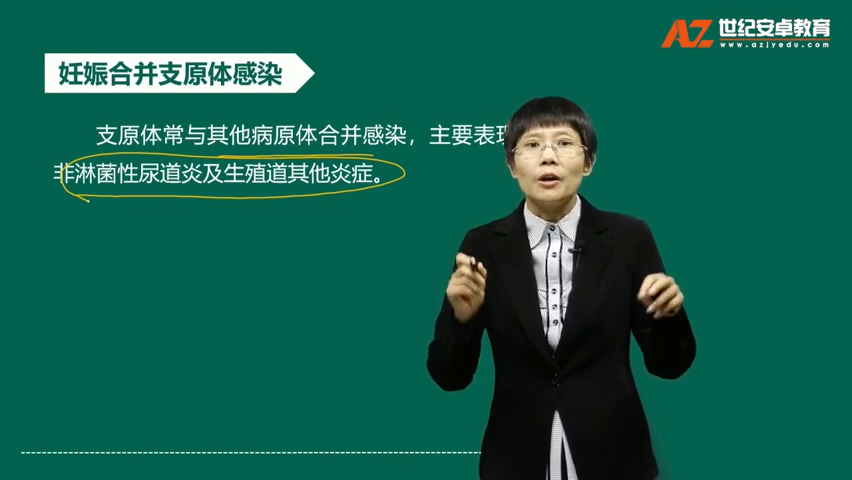 AZ 世纪安卓教育
www.azjyedu.com
妊娠合并支原体感染
支原体常与其他病原体合并感染，主要表
非淋菌性尿道炎及生殖道其他炎症。